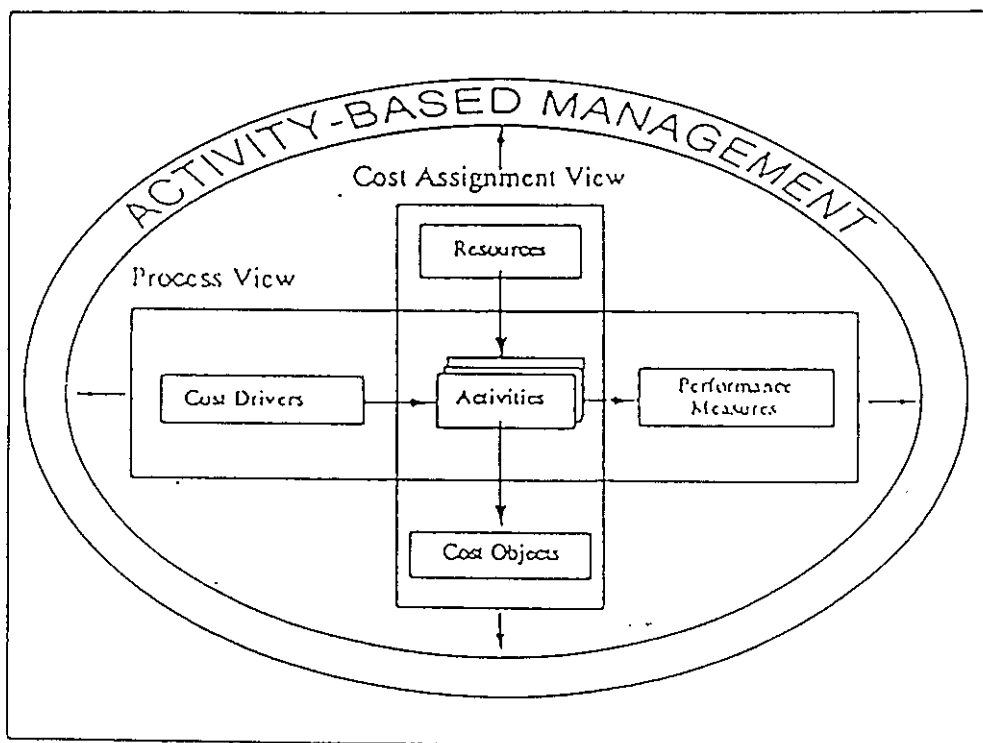 ACTIVITY-BASED MANAGEMENT
Cost Assignment View
Resources
Process View
Cost Drivers
Activities
Performance
Measures
Cost Objects